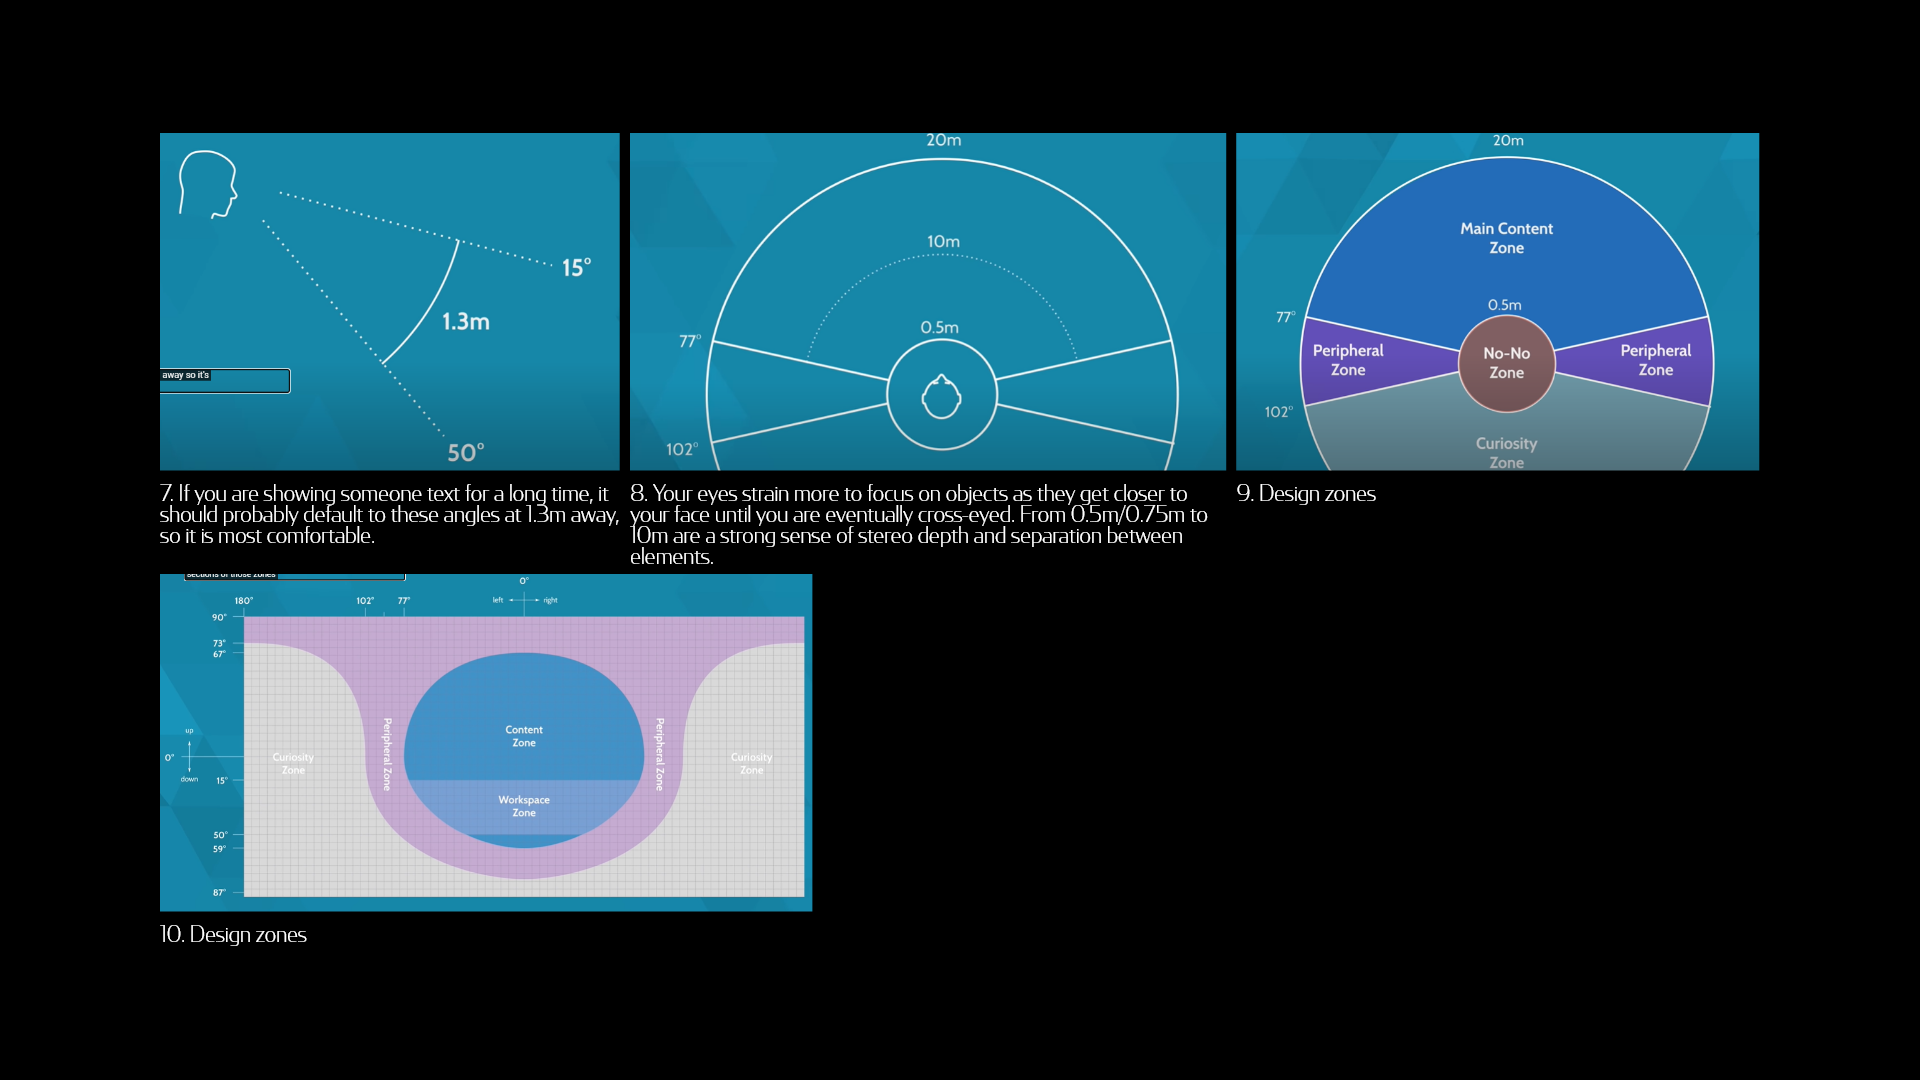 15°
1.3m
away so it's
50°
7. If you are showing someone text for a long time, it
should probably default to these angles at 1.3m away,
so it is most comfortable.
20m
10m
0.5m
77°
102°
8. Your eyes strain more to focus on objects as they get closer to
your face until you are eventually cross-eyed. From 0.5m/0.75m to
10m are a strong sense of stereo depth and separation between
elements.
20m
Main Content
Zone
0.5m
77°
Peripheral
Zone
No-No
Zone
Peripheral
Zone
102°
Curiosity
Zone
9. Design zones
sections of those zones
0°
left
right
180°
102°
77°
90°
73°
67°
up
0°
down
15°
50°
59°
87°
Curiosity
Zone
Peripheral Zone
Content
Zone
Workspace
Zone
Peripheral Zone
Curiosity
Zone
10. Design zones